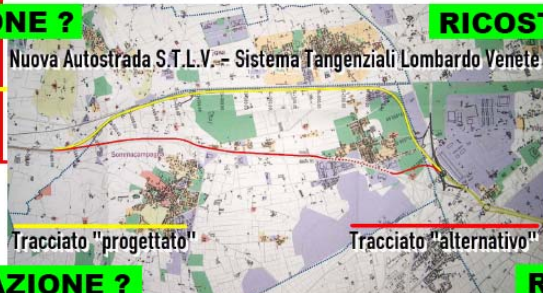 ONE ?
RICOST
Nuova Autostrada S.T.L.V. – Sistema Tangenziali Lombardo Venete
Sommacampagna
Tracciato "progettato"
Tracciato "alternativo"
AZIONE ?
R